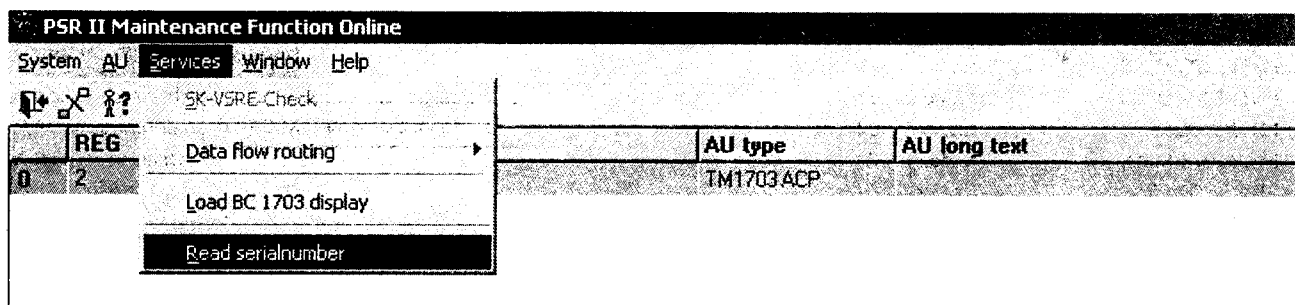 PSR II Maintenance Function Online
System AU Services Window Help
SK-VSRE-Check
REG AU type AU long text
Data flow routing
0 2 TM1703 ACP
Load BC 1703 display
Read serialnumber